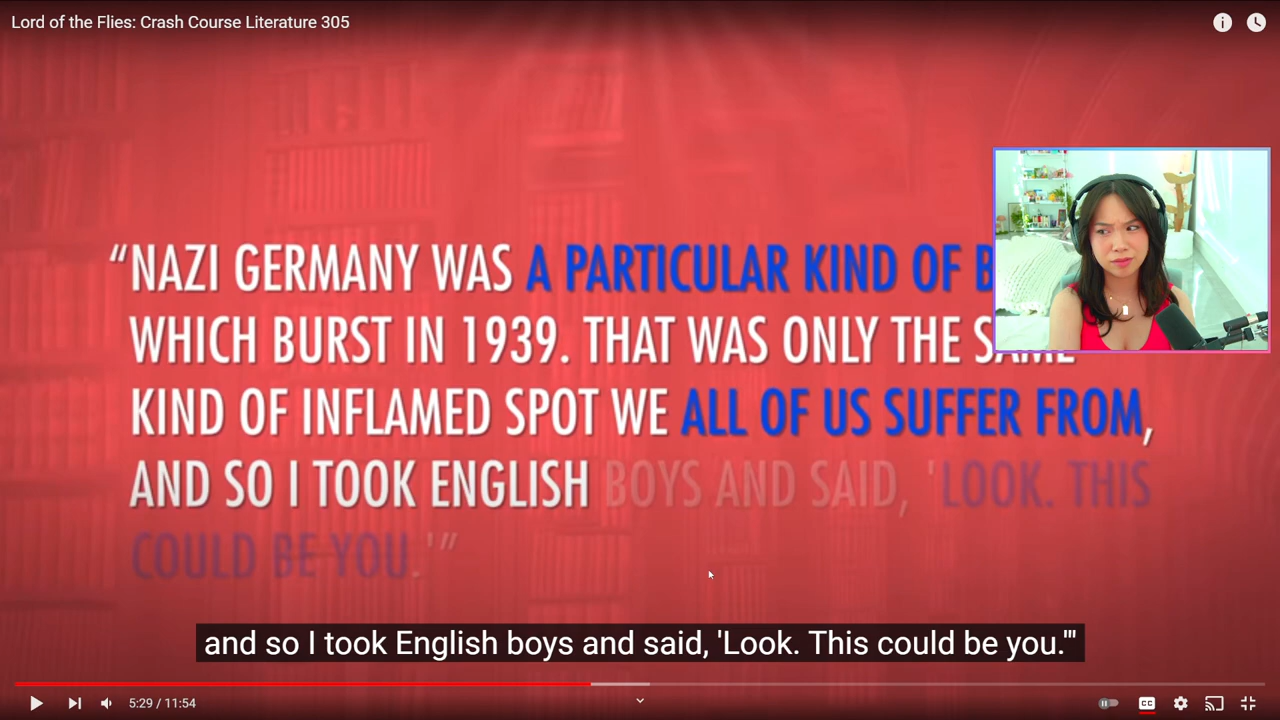 Lord of the Flies: Crash Course Literature 305
“NAZI GERMANY WAS A PARTICULAR KIND OF
WHICH BURST IN 1939. THAT WAS ONLY THE SAME
KIND OF INFLAMED SPOT WE ALL OF US SUFFER FROM,
AND SO I TOOK ENGLISH BOYS AND SAID, 'LOOK. THIS
COULD BE YOU.'”
and so I took English boys and said, 'Look. This could be you.'"
5:29 / 11:54
CC